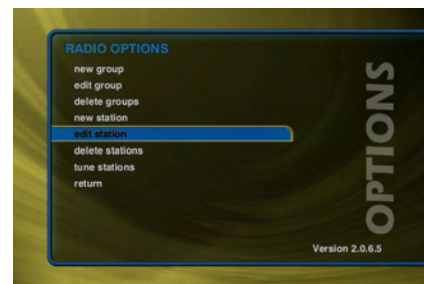 RADIO OPTIONS
new group
edit group
delete groups
new station
edit station
delete stations
tune stations
return
OPTIONS
Version 2.0.6.5